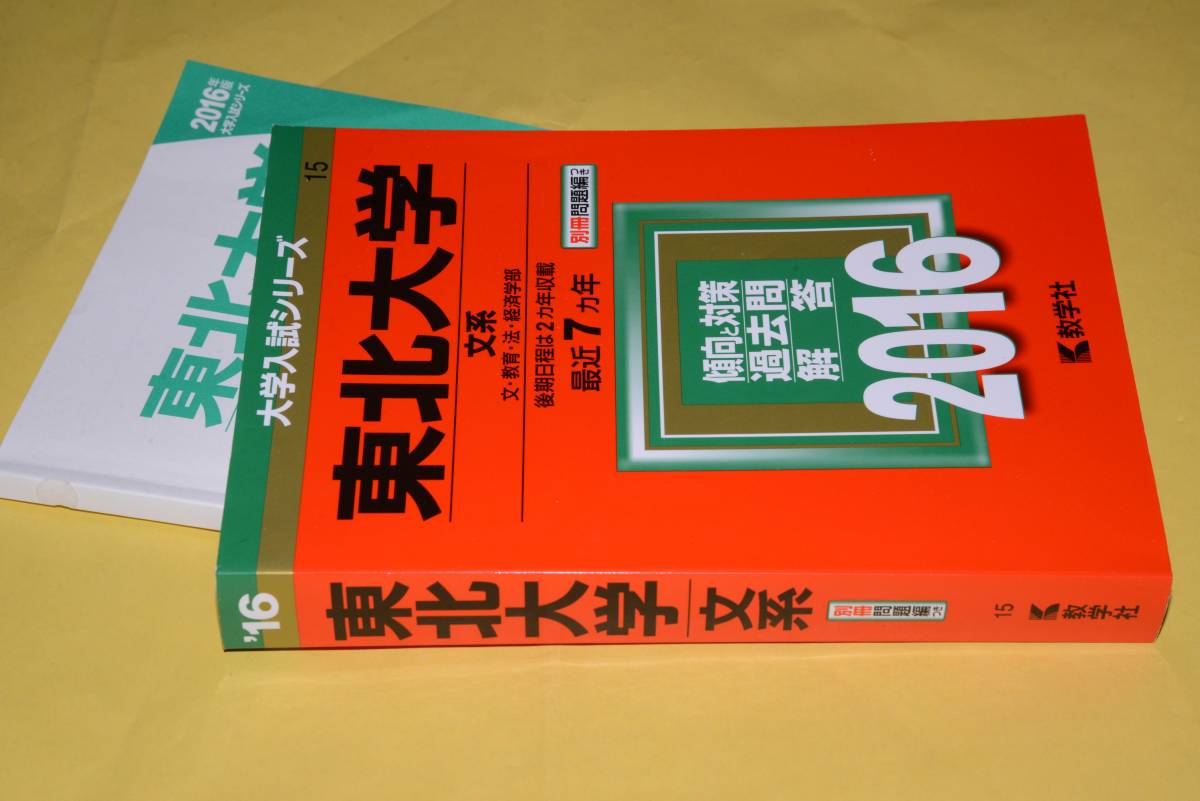 2016年版
大学入試シリーズ
東北大学
15
大学入試シリーズ
東北大学
文系
文・教育・法・経済学部
後期日程は2カ年収載
最近7カ年
別冊問題編つき
傾向と対策
過去問
解答
2016
教学社
'16
東北大学
文系
別冊問題編つき
15
教学社